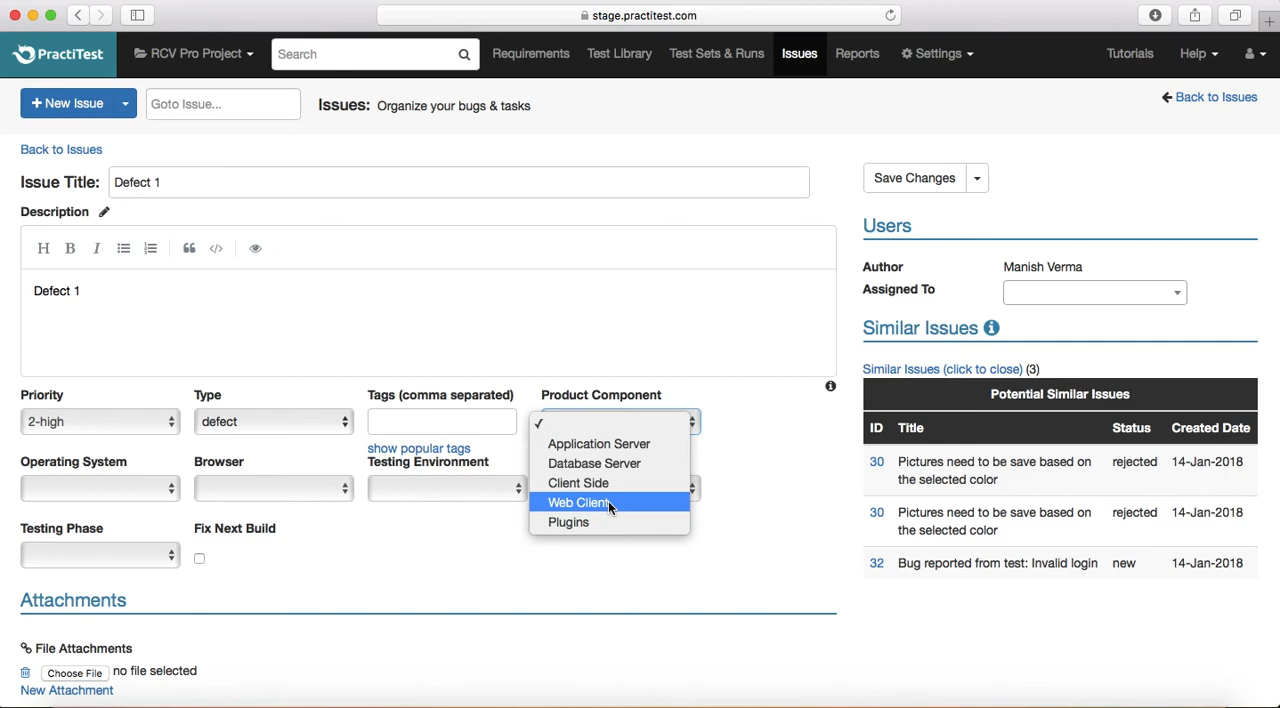 stage.practitest.com
PractiTest
RCV Pro Project
Search
Requirements
Test Library
Test Sets & Runs
Issues
Reports
Settings
Tutorials
Help
+ New Issue
Goto Issue...
Issues: Organize your bugs & tasks
Back to Issues
Back to Issues
Issue Title: Defect 1
Save Changes
Description
H B I
Defect 1
Users
Author Manish Verma
Assigned To
Similar Issues
Similar Issues (click to close) (3)
Potential Similar Issues
ID Title Status Created Date
30 Pictures need to be save based on rejected 14-Jan-2018
the selected color
30 Pictures need to be save based on rejected 14-Jan-2018
the selected color
32 Bug reported from test: Invalid login new 14-Jan-2018
Priority Type Tags (comma separated) Product Component
2-high defect
show popular tags
Application Server
Database Server
Client Side
Web Client
Plugins
Operating System Browser Testing Environment
Testing Phase Fix Next Build
Attachments
File Attachments
Choose File no file selected
New Attachment